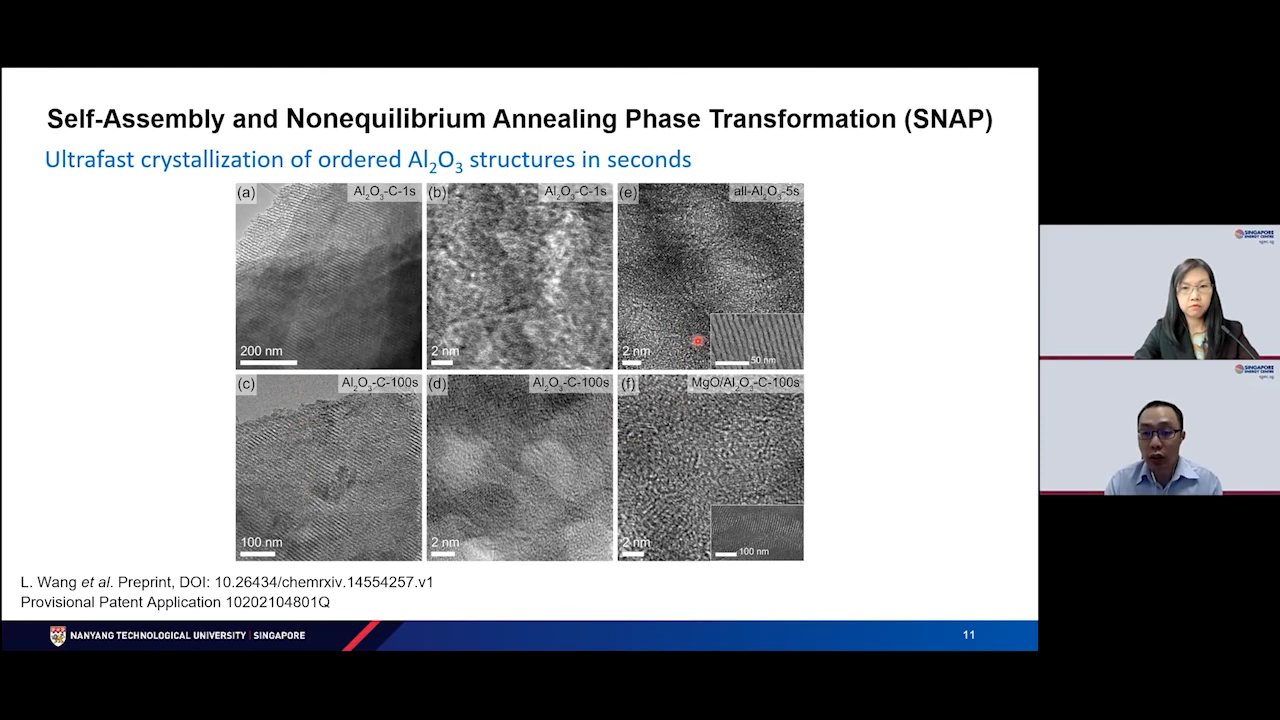 Self-Assembly and Nonequilibrium Annealing Phase Transformation (SNAP)
Ultrafast crystallization of ordered Al2O3 structures in seconds
(a) Al2O3-C-1s
200 nm
(b) Al2O3-C-1s
2 nm
(e) all-Al2O3-5s
2 nm
50 nm
(c) Al2O3-C-100s
100 nm
(d) Al2O3-C-100s
2 nm
(f) MgO/Al2O3-C-100s
2 nm
100 nm
L. Wang et al. Preprint, DOI: 10.26434/chemrxiv.14554257.v1
Provisional Patent Application 10202104801Q
NANYANG TECHNOLOGICAL UNIVERSITY | SINGAPORE
11
SINGAPORE
ENERGY CENTRE
SINGAPORE
ENERGY CENTRE